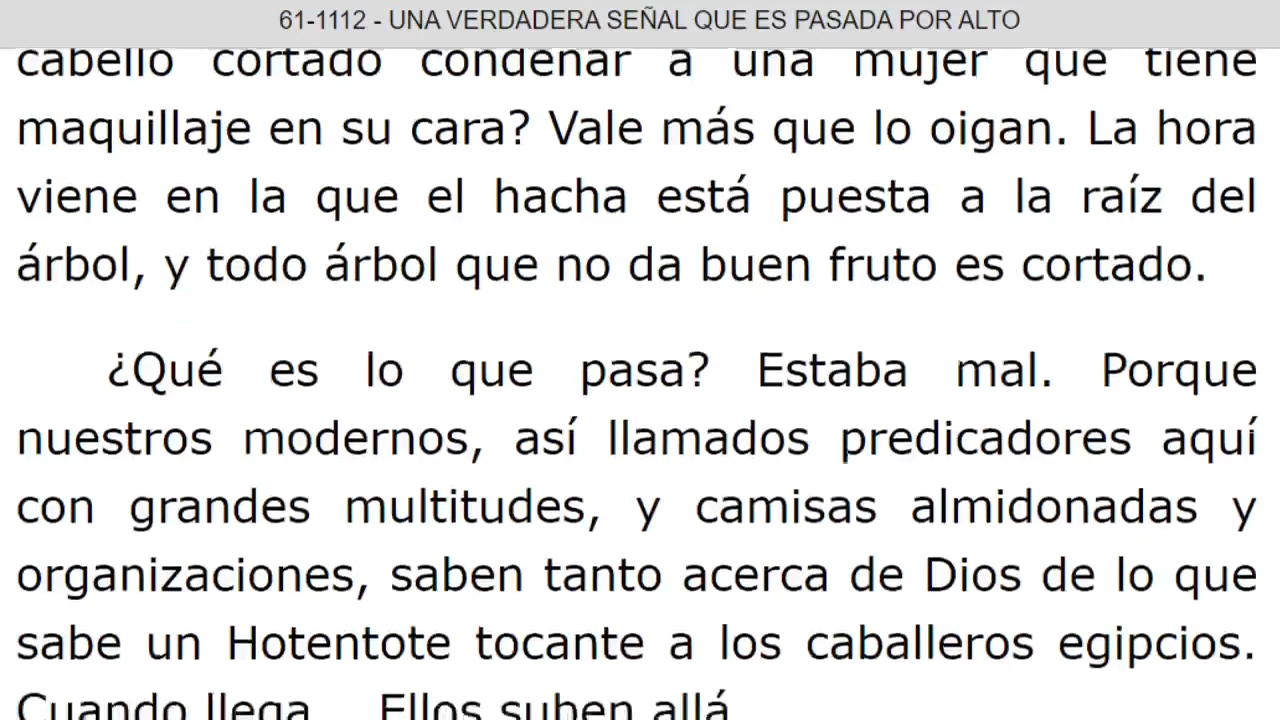 61-1112 - UNA VERDADERA SEÑAL QUE ES PASADA POR ALTO
cabello cortado condenar a una mujer que tiene
maquillaje en su cara? Vale más que lo oigan. La hora
viene en la que el hacha está puesta a la raíz del
árbol, y todo árbol que no da buen fruto es cortado.
¿Qué es lo que pasa? Estaba mal. Porque
nuestros modernos, así llamados predicadores aquí
con grandes multitudes, y camisas almidonadas y
organizaciones, saben tanto acerca de Dios de lo que
sabe un Hotentote tocante a los caballeros egipcios.
Cuando llega... Ellos suben allá